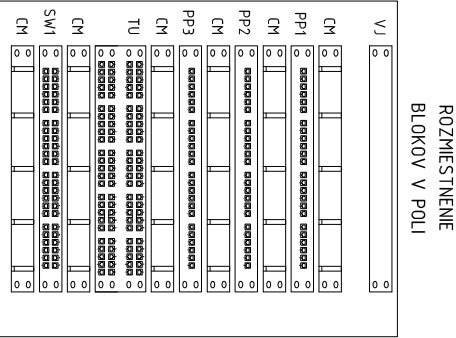 ROZMIESTNENIE
BLOKOV V POLI
VJ
CM
PP1
CM
PP2
CM
PP3
CM
TU
CM
SW1
CM